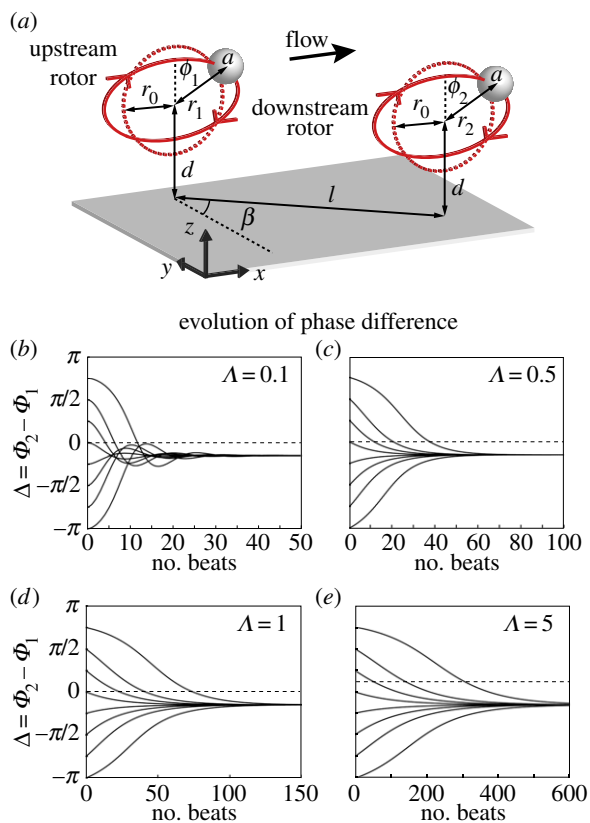 (a)
upstream rotor
flow
downstream rotor
a
ϕ1
r0
r1
d
a
ϕ2
r0
r2
d
l
β
z
y
x
evolution of phase difference
(b)
Λ = 0.1
Δ = Φ2 − Φ1
π
π/2
0
−π/2
−π
0 10 20 30 40 50
no. beats
(c)
Λ = 0.5
0 20 40 60 80 100
no. beats
(d)
Λ = 1
Δ = Φ2 − Φ1
π
π/2
0
−π/2
−π
0 50 100 150
no. beats
(e)
Λ = 5
0 200 400 600
no. beats